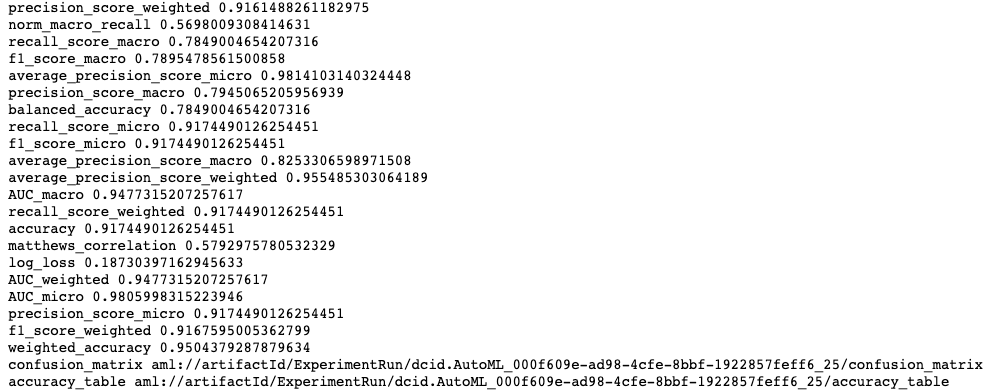 precision_score_weighted 0.9161488261182975
norm_macro_recall 0.5698009308414631
recall_score_macro 0.7849004654207316
f1_score_macro 0.7895478561500858
average_precision_score_micro 0.9814103140324448
precision_score_macro 0.7945065205956939
balanced_accuracy 0.7849004654207316
recall_score_micro 0.9174490126254451
f1_score_micro 0.9174490126254451
average_precision_score_macro 0.8253306598971508
average_precision_score_weighted 0.955485303064189
AUC_macro 0.9477315207257617
recall_score_weighted 0.9174490126254451
accuracy 0.9174490126254451
matthews_correlation 0.5792975780532329
log_loss 0.18730397162945633
AUC_weighted 0.9477315207257617
AUC_micro 0.9805998315223946
precision_score_micro 0.9174490126254451
f1_score_weighted 0.9167595005362799
weighted_accuracy 0.9504379287879634
confusion_matrix aml://artifactId/ExperimentRun/dcid.AutoML_000f609e-ad98-4cfe-8bbf-1922857feff6_25/confusion_matrix
accuracy_table aml://artifactId/ExperimentRun/dcid.AutoML_000f609e-ad98-4cfe-8bbf-1922857feff6_25/accuracy_table